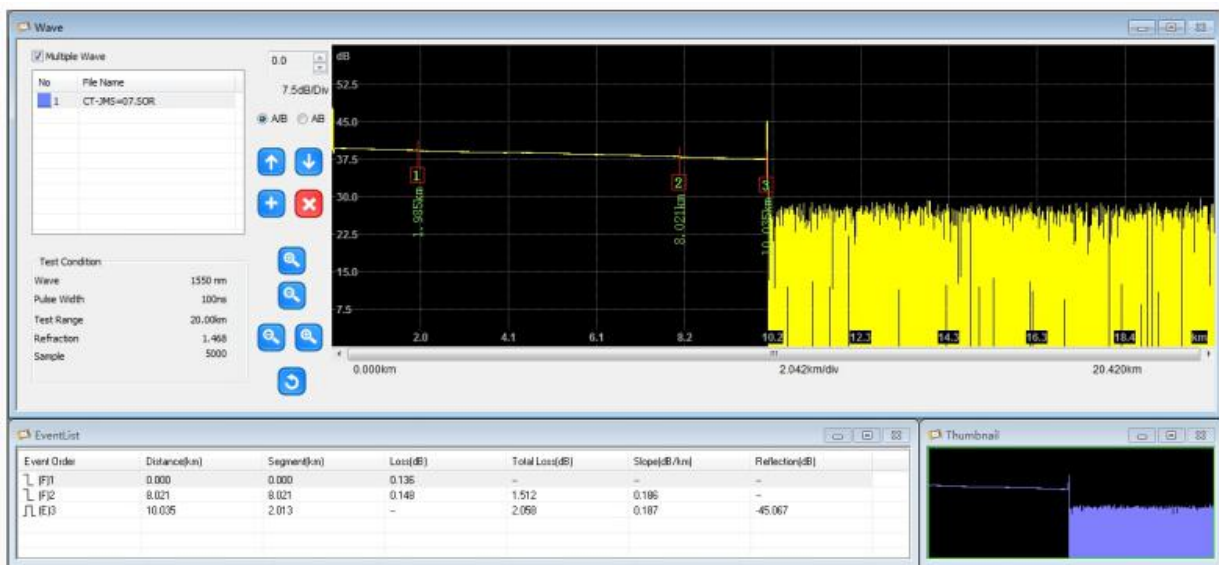 Wave
Multiple Wave
No File Name
1 CT-JMS=07.SOR
0.0
7.5dB/Div
A/B AB
Test Condition
Wave 1550 nm
Pulse Width 100ns
Test Range 20.00km
Refraction 1.468
Sample 5000
dB
52.5
45.0
37.5
30.0
22.5
15.0
7.5
1
1.985km
2
8.021km
3
10.035km
2.0 4.1 6.1 8.2 10.2 12.3 14.3 16.3 18.4 km
0.000km 2.042km/div 20.420km
EventList
Event Order Distance(km) Segment(km) Loss(dB) Total Loss(dB) Slope(dB/km) Reflection(dB)
(F)1 0.000 0.000 0.136 - - -
(F)2 8.021 8.021 0.148 1.512 0.186 -
(E)3 10.035 2.013 - 2.058 0.187 -45.067
Thumbnail